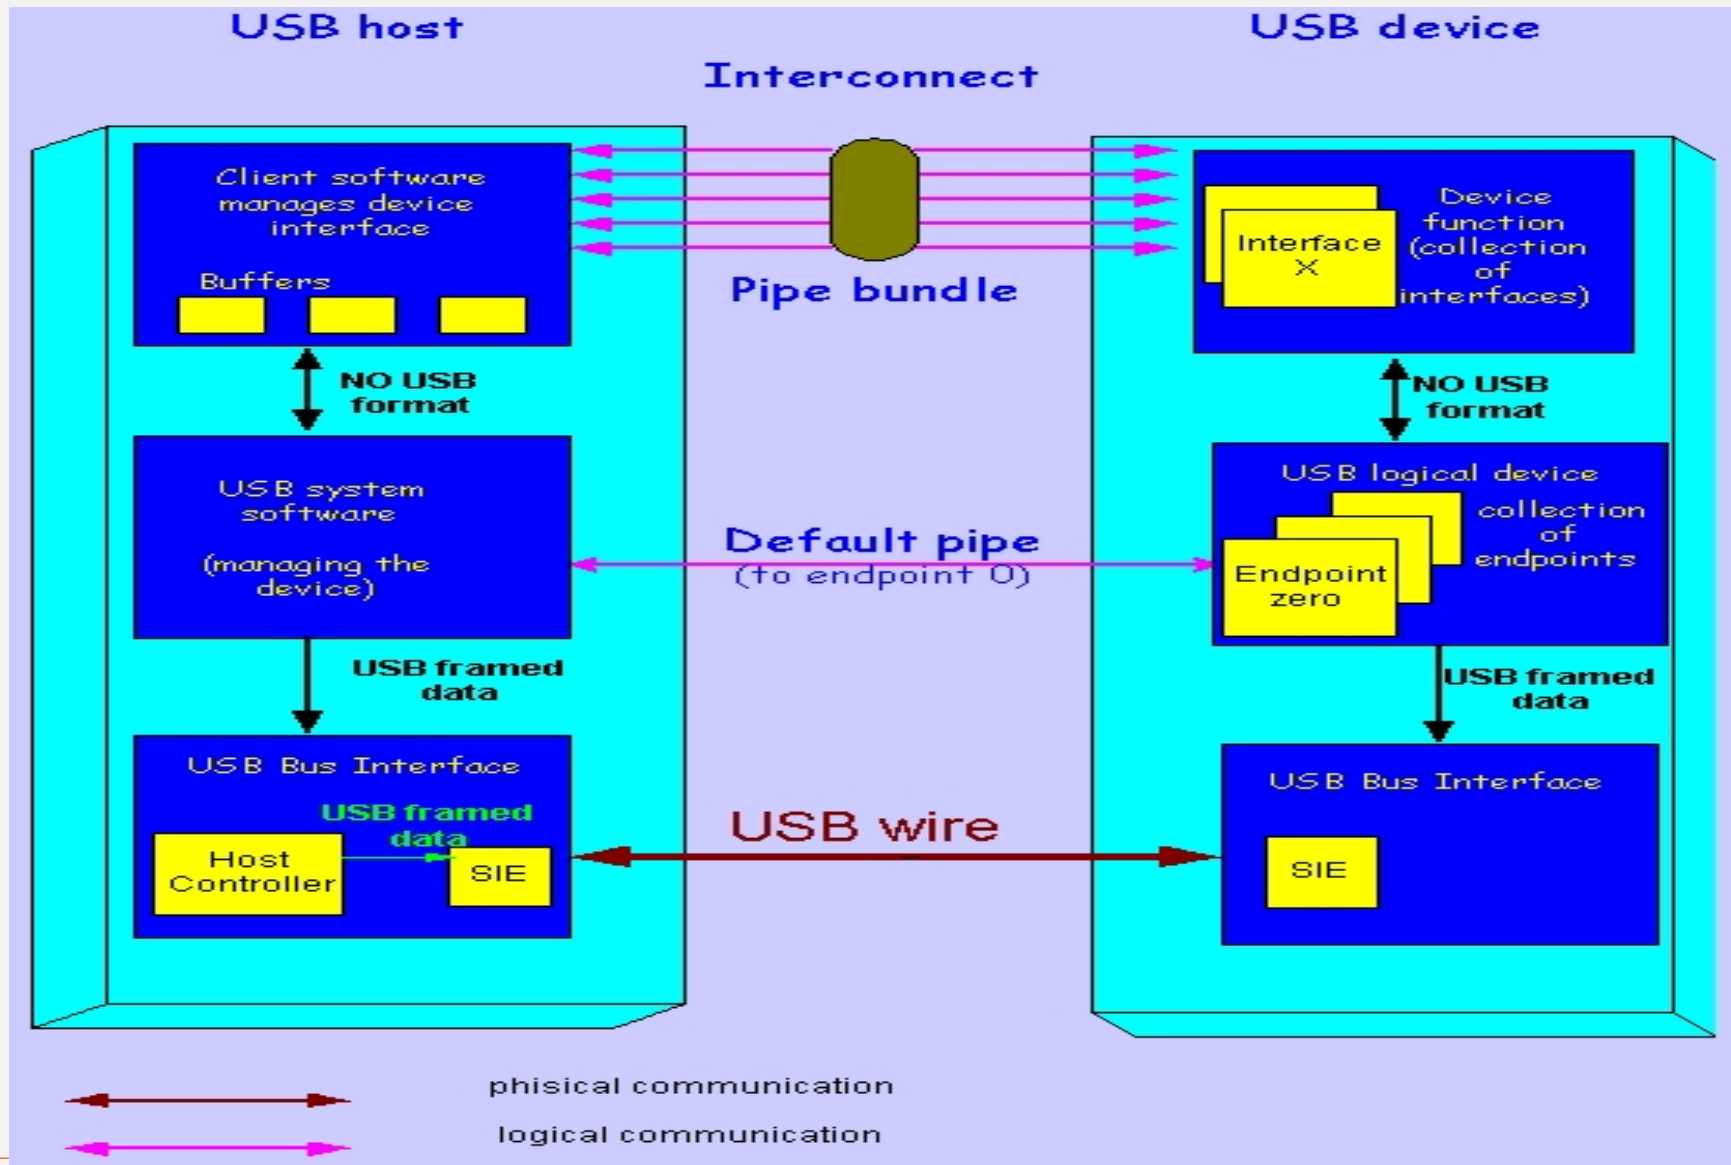 USB host
USB device
Interconnect
Client software
manages device
interface
Buffers
Pipe bundle
Interface
X
Device
function
(collection
of
interfaces)
NO USB
format
NO USB
format
USB system
software
(managing the
device)
Default pipe
(to endpoint 0)
USB logical device
collection
of
endpoints
Endpoint
zero
USB framed
data
USB framed
data
USB Bus Interface
USB framed
data
Host
Controller
SIE
USB wire
USB Bus Interface
SIE
phisical communication
logical communication